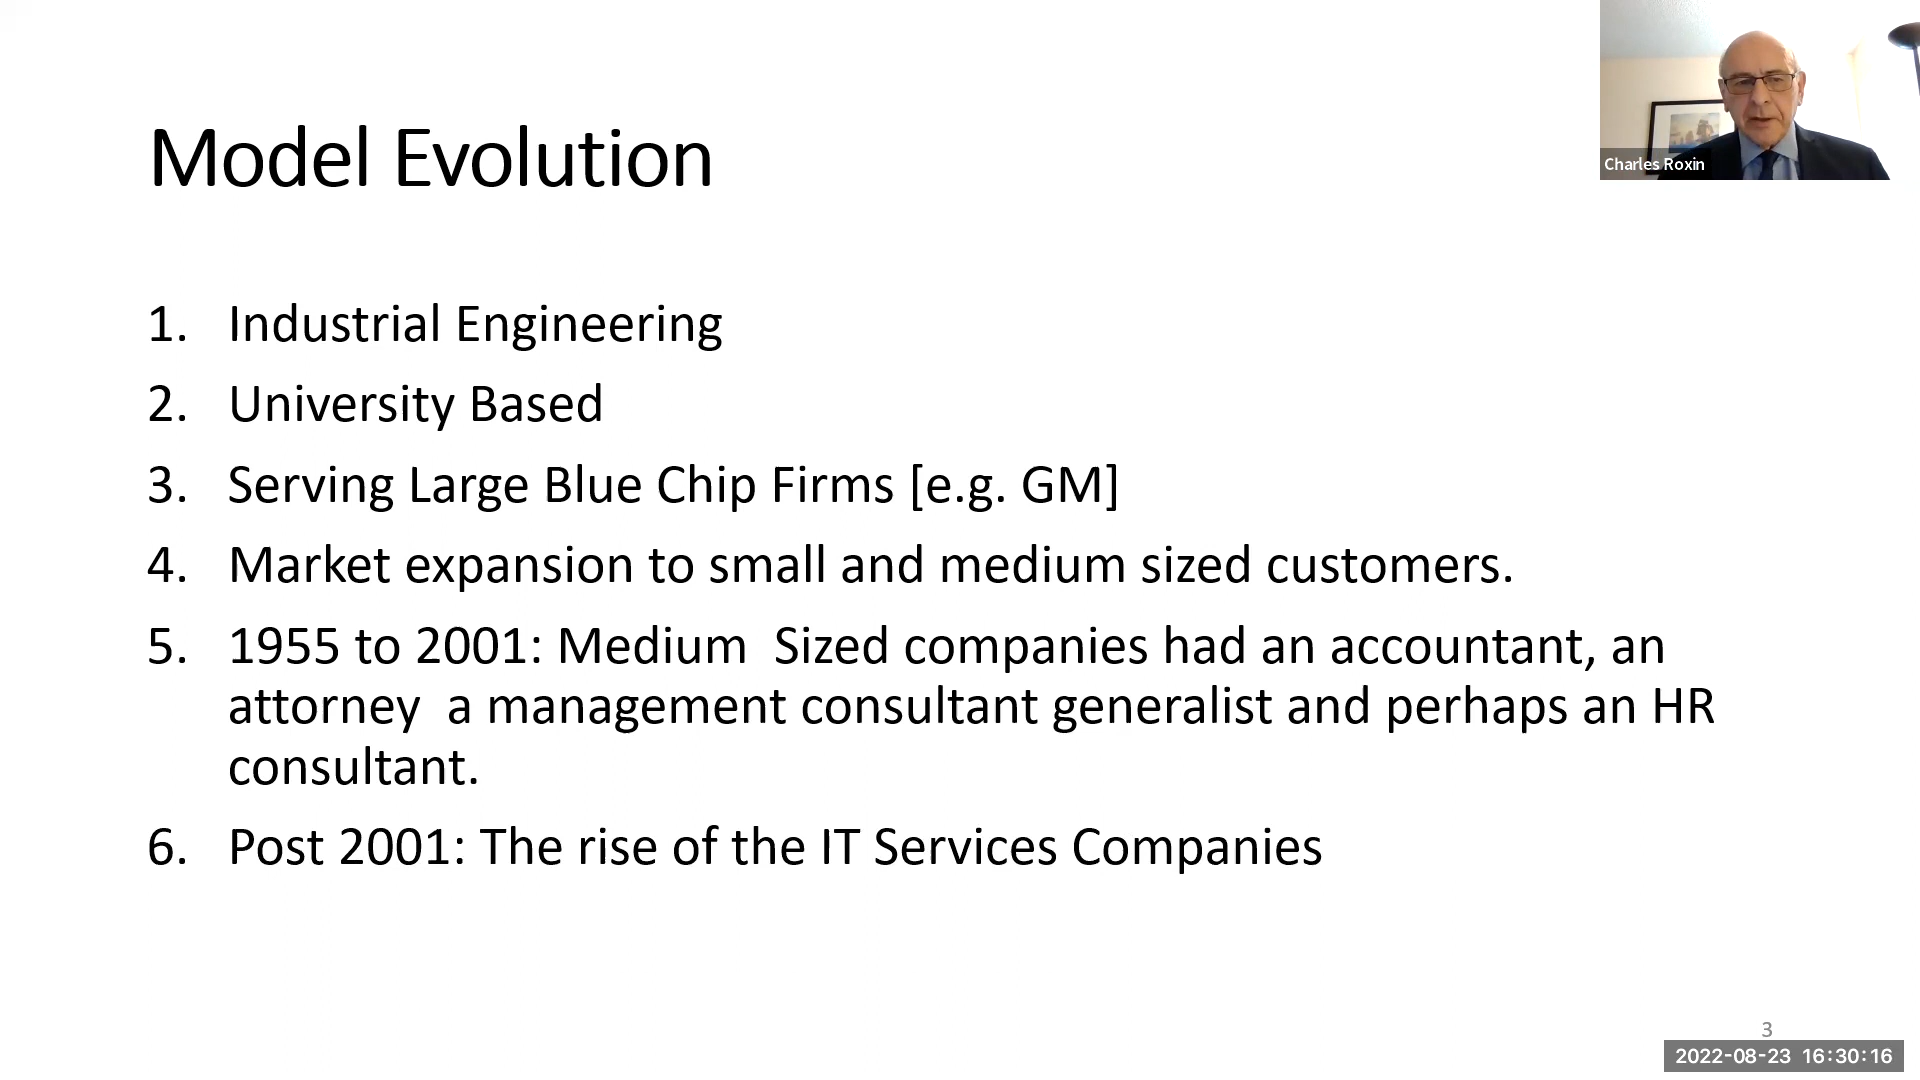 Model Evolution
Charles Roxin
1. Industrial Engineering
2. University Based
3. Serving Large Blue Chip Firms [e.g. GM]
4. Market expansion to small and medium sized customers.
5. 1955 to 2001: Medium  Sized companies had an accountant, an
attorney  a management consultant generalist and perhaps an HR
consultant.
6. Post 2001: The rise of the IT Services Companies
3
2022-08-23 16:30:16